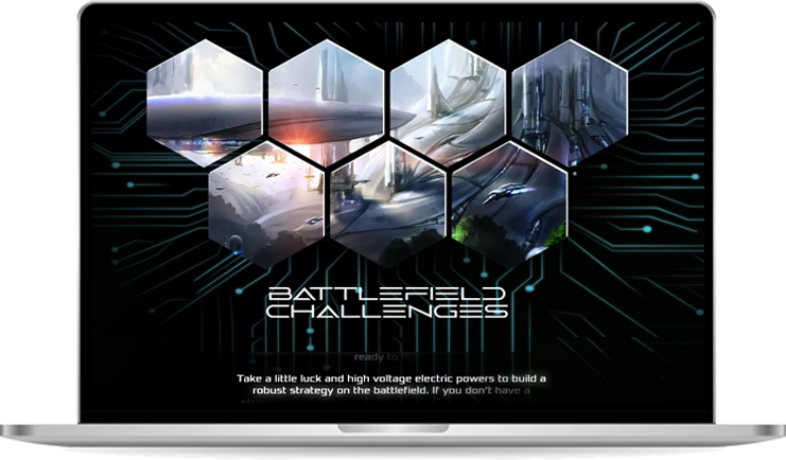 BATTLEFIELD
CHALLENGES
ready to
Take a little luck and high voltage electric powers to build a
robust strategy on the battlefield. If you don't have a